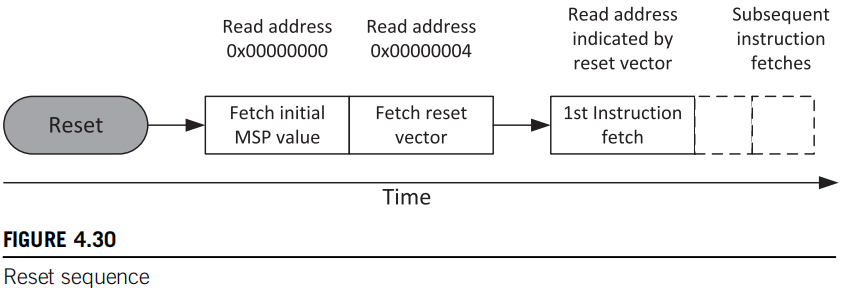 Read address
0x00000000
Read address
0x00000004
Read address
indicated by
reset vector
Subsequent
instruction
fetches
Reset
Fetch initial
MSP value
Fetch reset
vector
1st Instruction
fetch
Time
FIGURE 4.30
Reset sequence